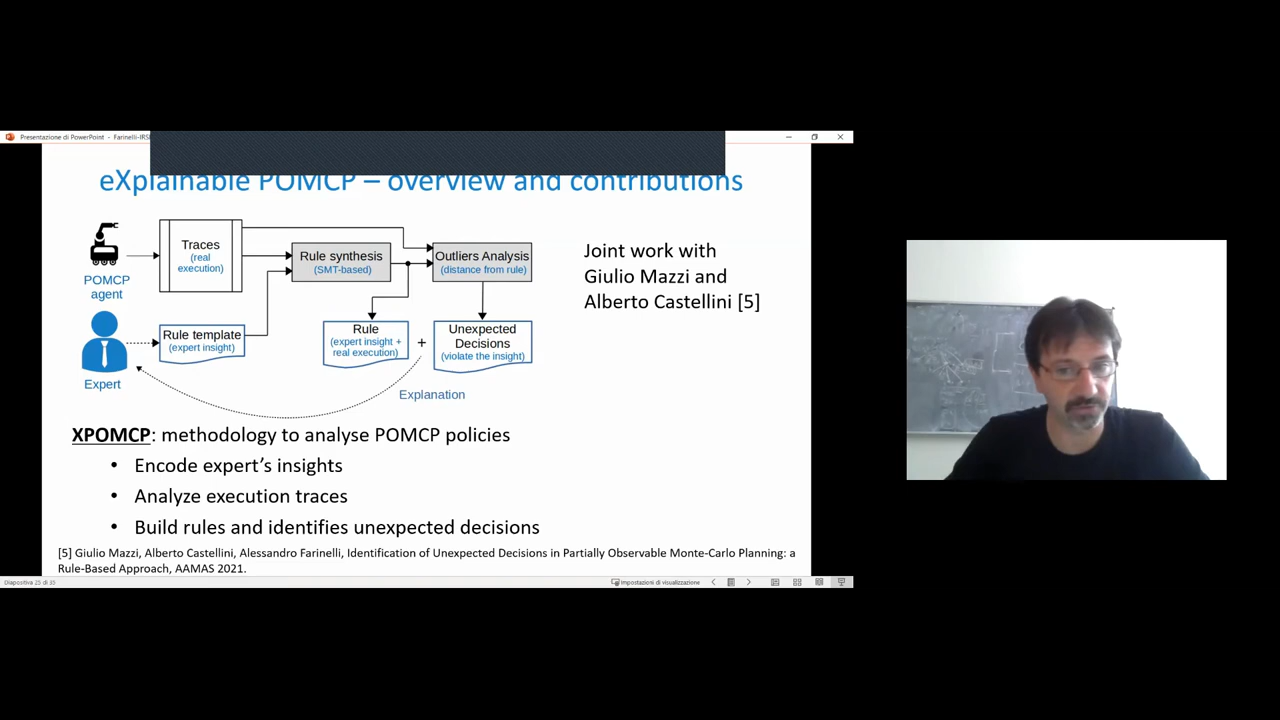 Presentazione di PowerPoint - Farinelli-IRS
eXplainable POMCP – overview and contributions
Traces
(real
execution)
Rule synthesis
(SMT-based)
Outliers Analysis
(distance from rule)
POMCP
agent
Rule template
(expert insight)
Rule
(expert insight +
real execution)
+
Unexpected
Decisions
(violate the insight)
Expert
Explanation
Joint work with
Giulio Mazzi and
Alberto Castellini [5]
XPOMCP: methodology to analyse POMCP policies
• Encode expert's insights
• Analyze execution traces
• Build rules and identifies unexpected decisions
[5] Giulio Mazzi, Alberto Castellini, Alessandro Farinelli, Identification of Unexpected Decisions in Partially Observable Monte-Carlo Planning: a
Rule-Based Approach, AAMAS 2021.
Diapositiva 25 di 35
Impostazioni di visualizzazione